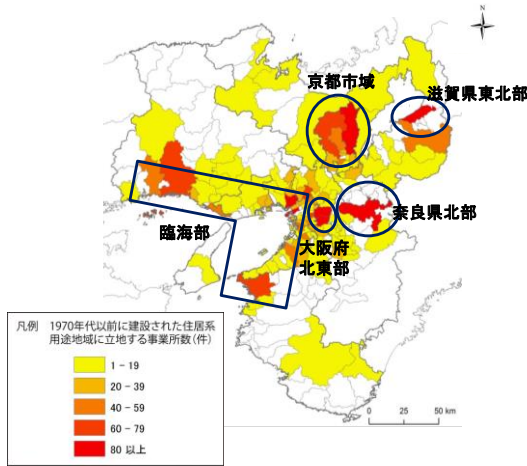 京都市域
滋賀県東北部
奈良県北部
臨海部
大阪府
北東部
凡例 1970年代以前に建設された住居系
用途地域に立地する事業所数(件)
1 - 19
20 - 39
40 - 59
60 - 79
80 以上
0 25 50 km